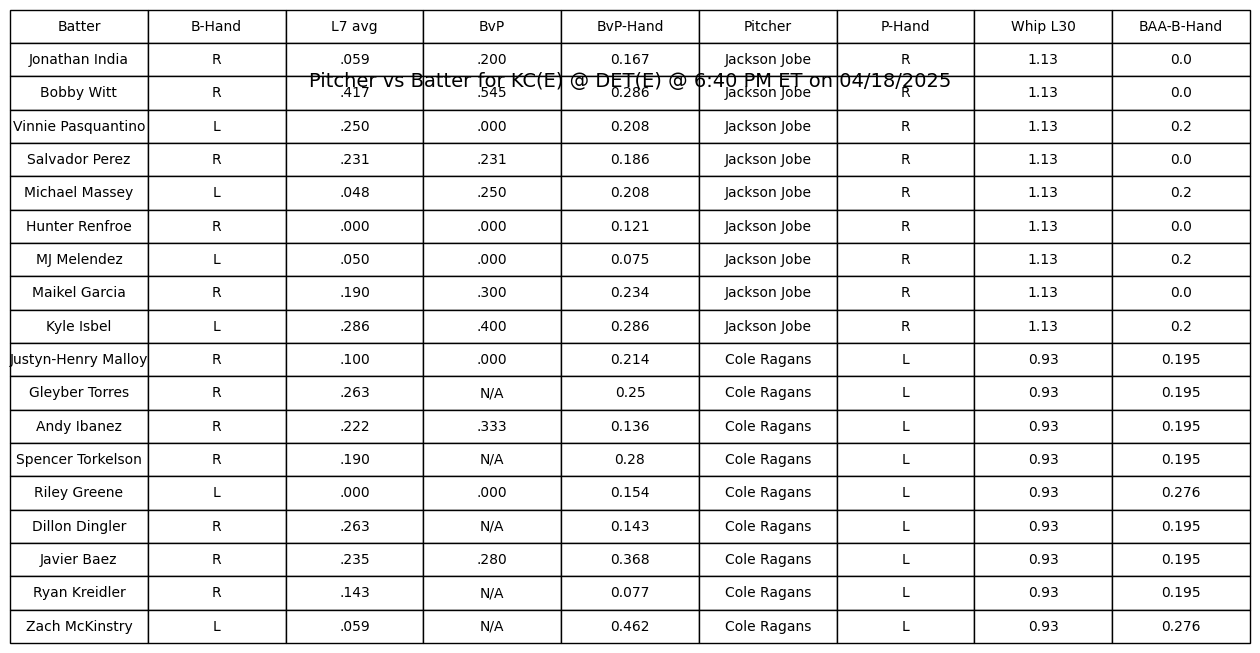 Batter B-Hand L7 avg BvP BvP-Hand Pitcher P-Hand Whip L30 BAA-B-Hand
Jonathan India R .059 .200 0.167 Jackson Jobe R 1.13 0.0
Pitcher vs Batter for KC(E) @ DET(E) @ 6:40 PM ET on 04/18/2025
Bobby Witt R .417 .545 0.286 Jackson Jobe R 1.13 0.0
Vinnie Pasquantino L .250 .000 0.208 Jackson Jobe R 1.13 0.2
Salvador Perez R .231 .231 0.186 Jackson Jobe R 1.13 0.0
Michael Massey L .048 .250 0.208 Jackson Jobe R 1.13 0.2
Hunter Renfroe R .000 .000 0.121 Jackson Jobe R 1.13 0.0
MJ Melendez L .050 .000 0.075 Jackson Jobe R 1.13 0.2
Maikel Garcia R .190 .300 0.234 Jackson Jobe R 1.13 0.0
Kyle Isbel L .286 .400 0.286 Jackson Jobe R 1.13 0.2
Justyn-Henry Malloy R .100 .000 0.214 Cole Ragans L 0.93 0.195
Gleyber Torres R .263 N/A 0.25 Cole Ragans L 0.93 0.195
Andy Ibanez R .222 .333 0.136 Cole Ragans L 0.93 0.195
Spencer Torkelson R .190 N/A 0.28 Cole Ragans L 0.93 0.195
Riley Greene L .000 .000 0.154 Cole Ragans L 0.93 0.276
Dillon Dingler R .263 N/A 0.143 Cole Ragans L 0.93 0.195
Javier Baez R .235 .280 0.368 Cole Ragans L 0.93 0.195
Ryan Kreidler R .143 N/A 0.077 Cole Ragans L 0.93 0.195
Zach McKinstry L .059 N/A 0.462 Cole Ragans L 0.93 0.276